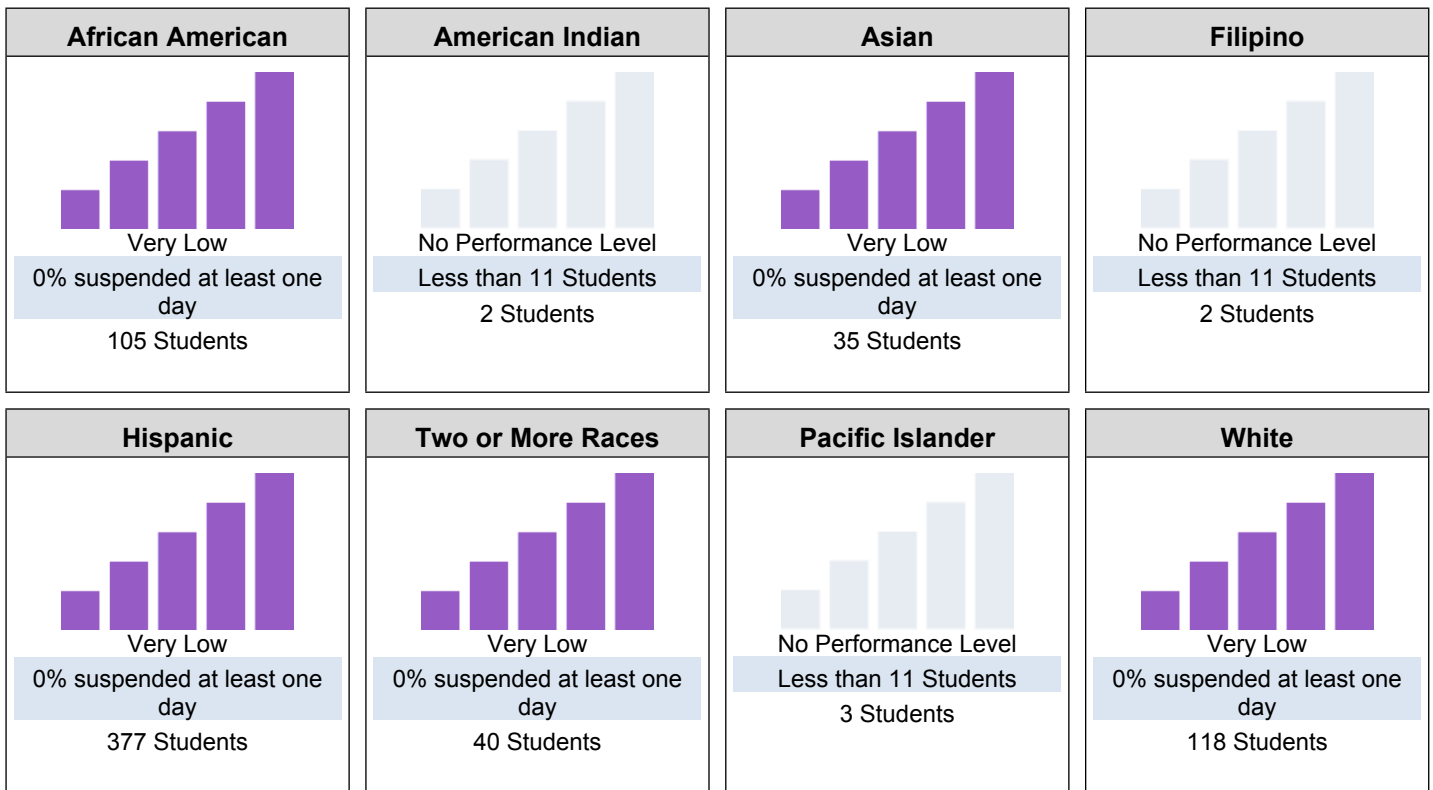 African American
Very Low
0% suspended at least one
day
105 Students
American Indian
No Performance Level
Less than 11 Students
2 Students
Asian
Very Low
0% suspended at least one
day
35 Students
Filipino
No Performance Level
Less than 11 Students
2 Students
Hispanic
Very Low
0% suspended at least one
day
377 Students
Two or More Races
Very Low
0% suspended at least one
day
40 Students
Pacific Islander
No Performance Level
Less than 11 Students
3 Students
White
Very Low
0% suspended at least one
day
118 Students